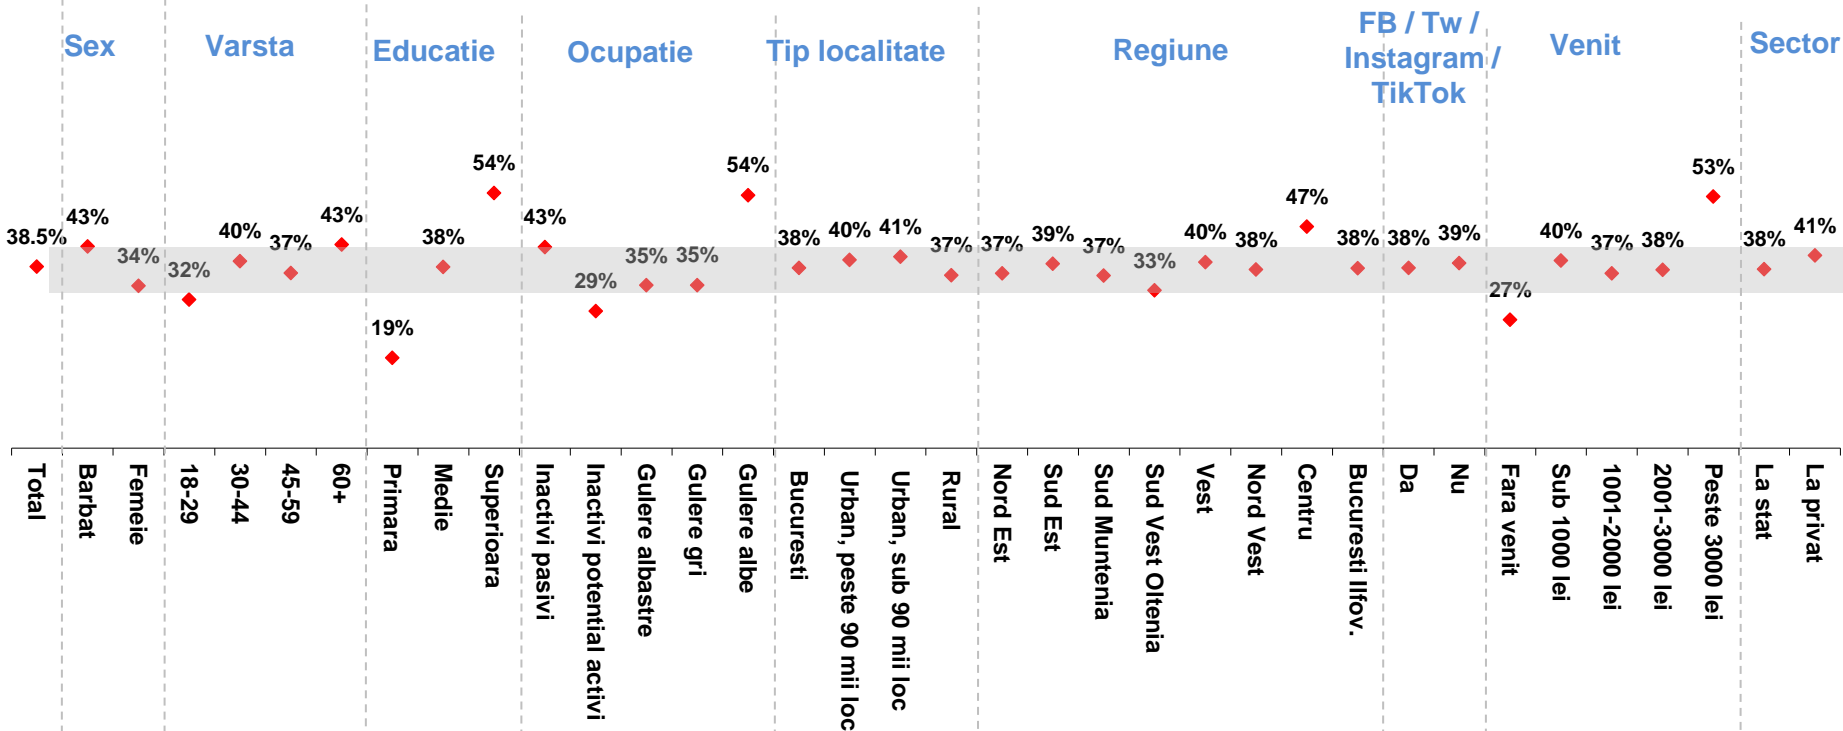 Sex
Varsta
Educatie
Ocupatie
Tip localitate
Regiune
FB / Tw /
Instagram /
TikTok
Venit
Sector
38.5%
43%
34%
32%
40%
37%
43%
19%
38%
54%
43%
29%
35%
35%
54%
38%
40%
41%
37%
37%
39%
37%
33%
40%
38%
47%
38%
38%
39%
27%
40%
37%
38%
53%
38%
41%
Total
Barbat
Femeie
18-29
30-44
45-59
60+
Primara
Medie
Superioara
Inactivi pasivi
Inactivi potential activi
Gulere albastre
Gulere gri
Gulere albe
Bucuresti
Urban, peste 90 mii loc
Urban, sub 90 mii loc
Rural
Nord Est
Sud Est
Sud Muntenia
Sud Vest Oltenia
Vest
Nord Vest
Centru
Bucuresti Ilfov.
Da
Nu
Fara venit
Sub 1000 lei
1001-2000 lei
2001-3000 lei
Peste 3000 lei
La stat
La privat